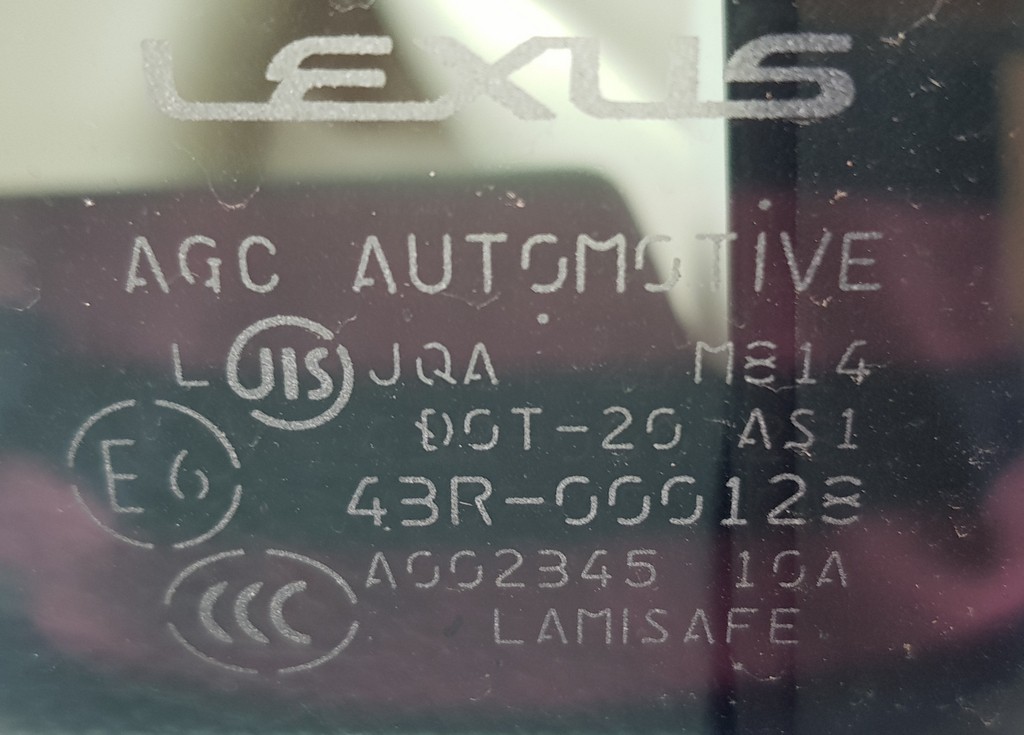 LEXUS
AGC AUTOMOTIVE
L JIS JQA M814
DOT-20 AS1
E6 43R-000128
CCC A002345 10A
LAMISAFE